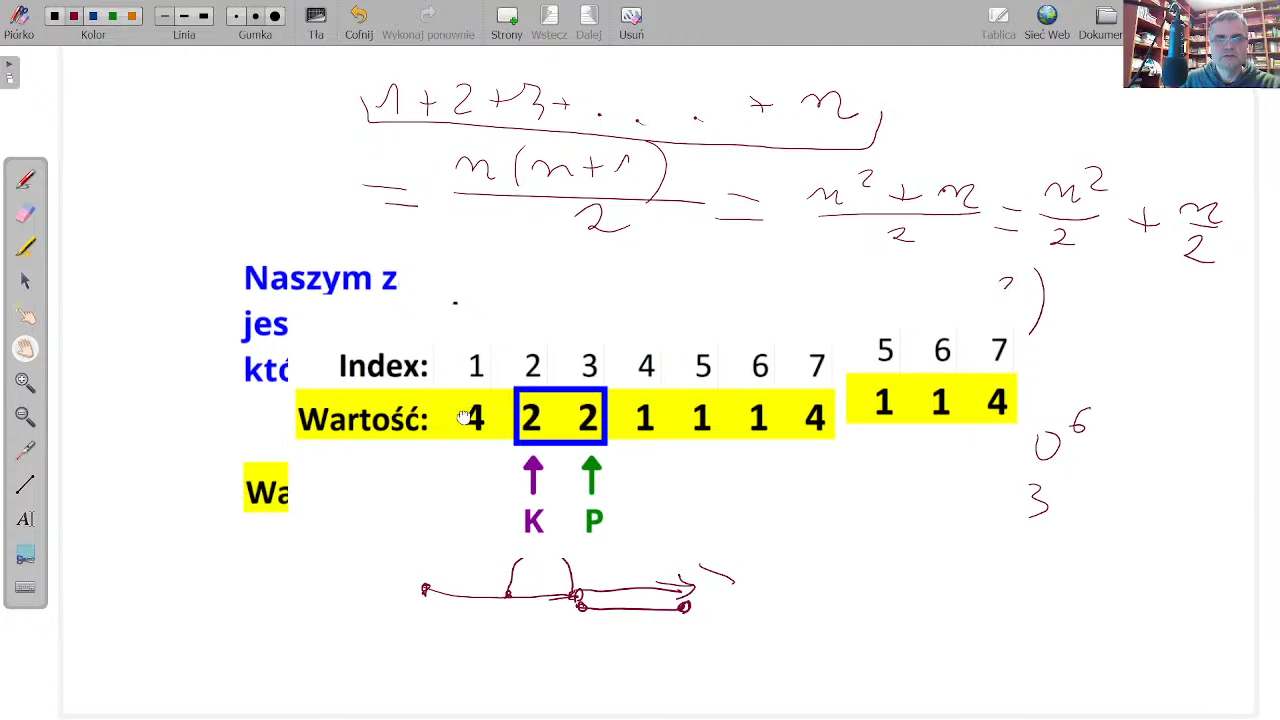 Piórko Kolor Linia Gumka Tła Cofnij Wykonaj ponownie Strony Wstecz Dalej Usuń Tablica Sieć Web Dokumen
1 + 2 + 3 + . . . . + n
= n(n+1) / 2 = n² + n / 2 = n² / 2 + n / 2
Naszym z
jes
któ
Index: 1 2 3 4 5 6 7
5 6 7
Wartość: 4 2 2 1 1 1 4
1 1 4
0⁶
Wa
3
K P
A